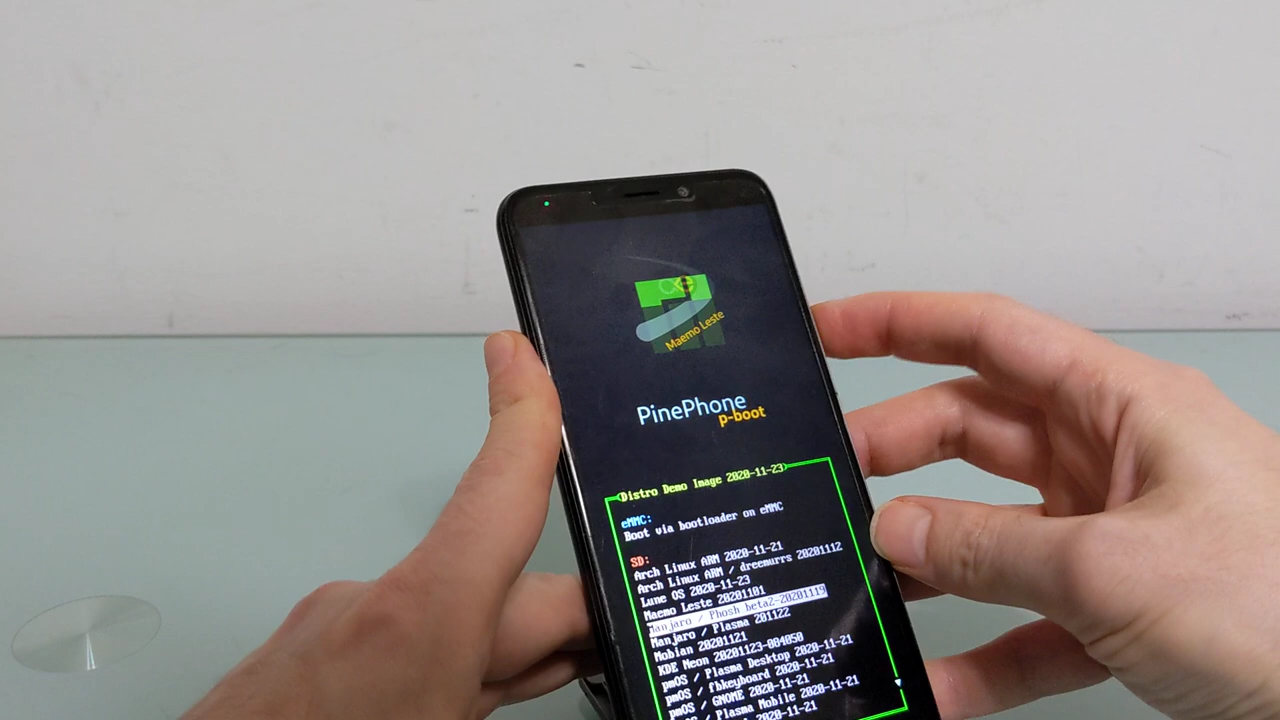 Maemo Leste
PinePhone
p-boot
Distro Demo Image 2020-11-23
eMMC:
Boot via bootloader on eMMC
SD:
Arch Linux ARM 2020-11-21
Arch Linux ARM / dreemurrs 20201112
Lune OS 2020-11-23
Maemo Leste 20201101
Manjaro / Phosh beta2-20201119
Manjaro / Plasma 201122
Mobian 20201121
KDE Neon 20201123-084050
pmOS / Plasma Desktop 2020-11-21
pmOS / fbkeyboard 2020-11-21
pmOS / GNOME 2020-11-21
pmOS / Plasma Mobile 2020-11-21
2020-11-21